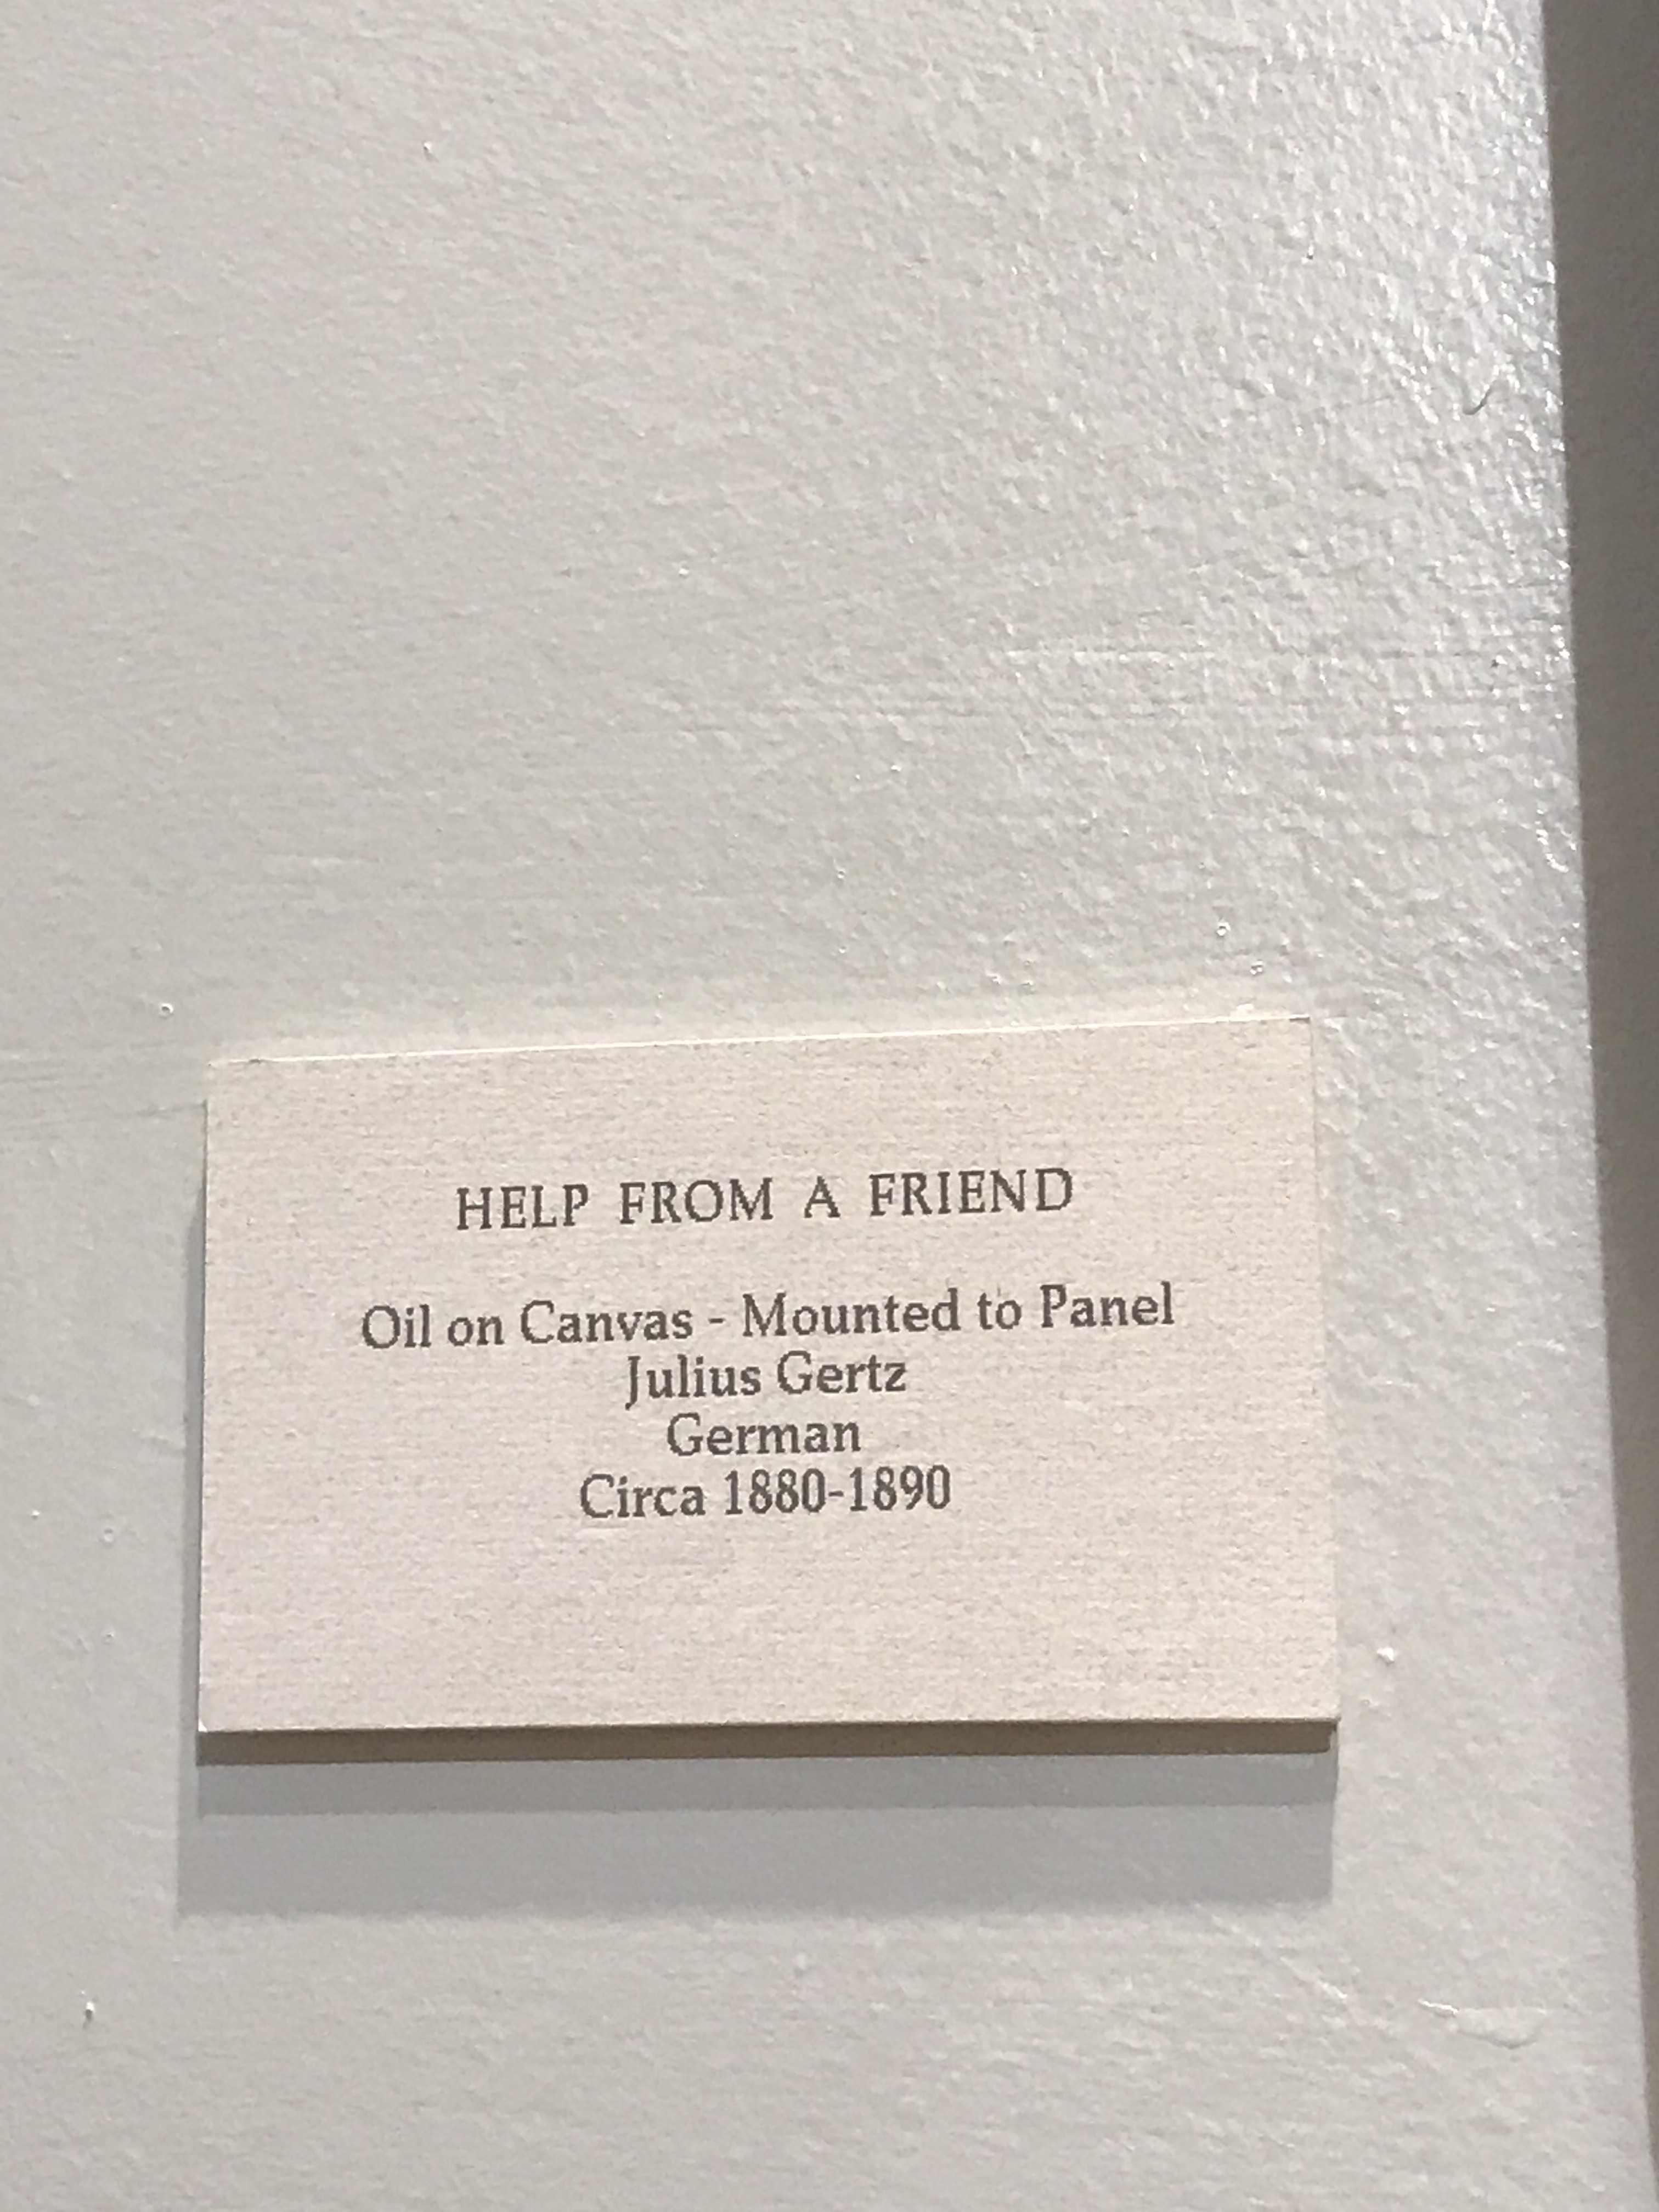 HELP FROM A FRIEND
Oil on Canvas - Mounted to Panel
Julius Gertz
German
Circa 1880-1890